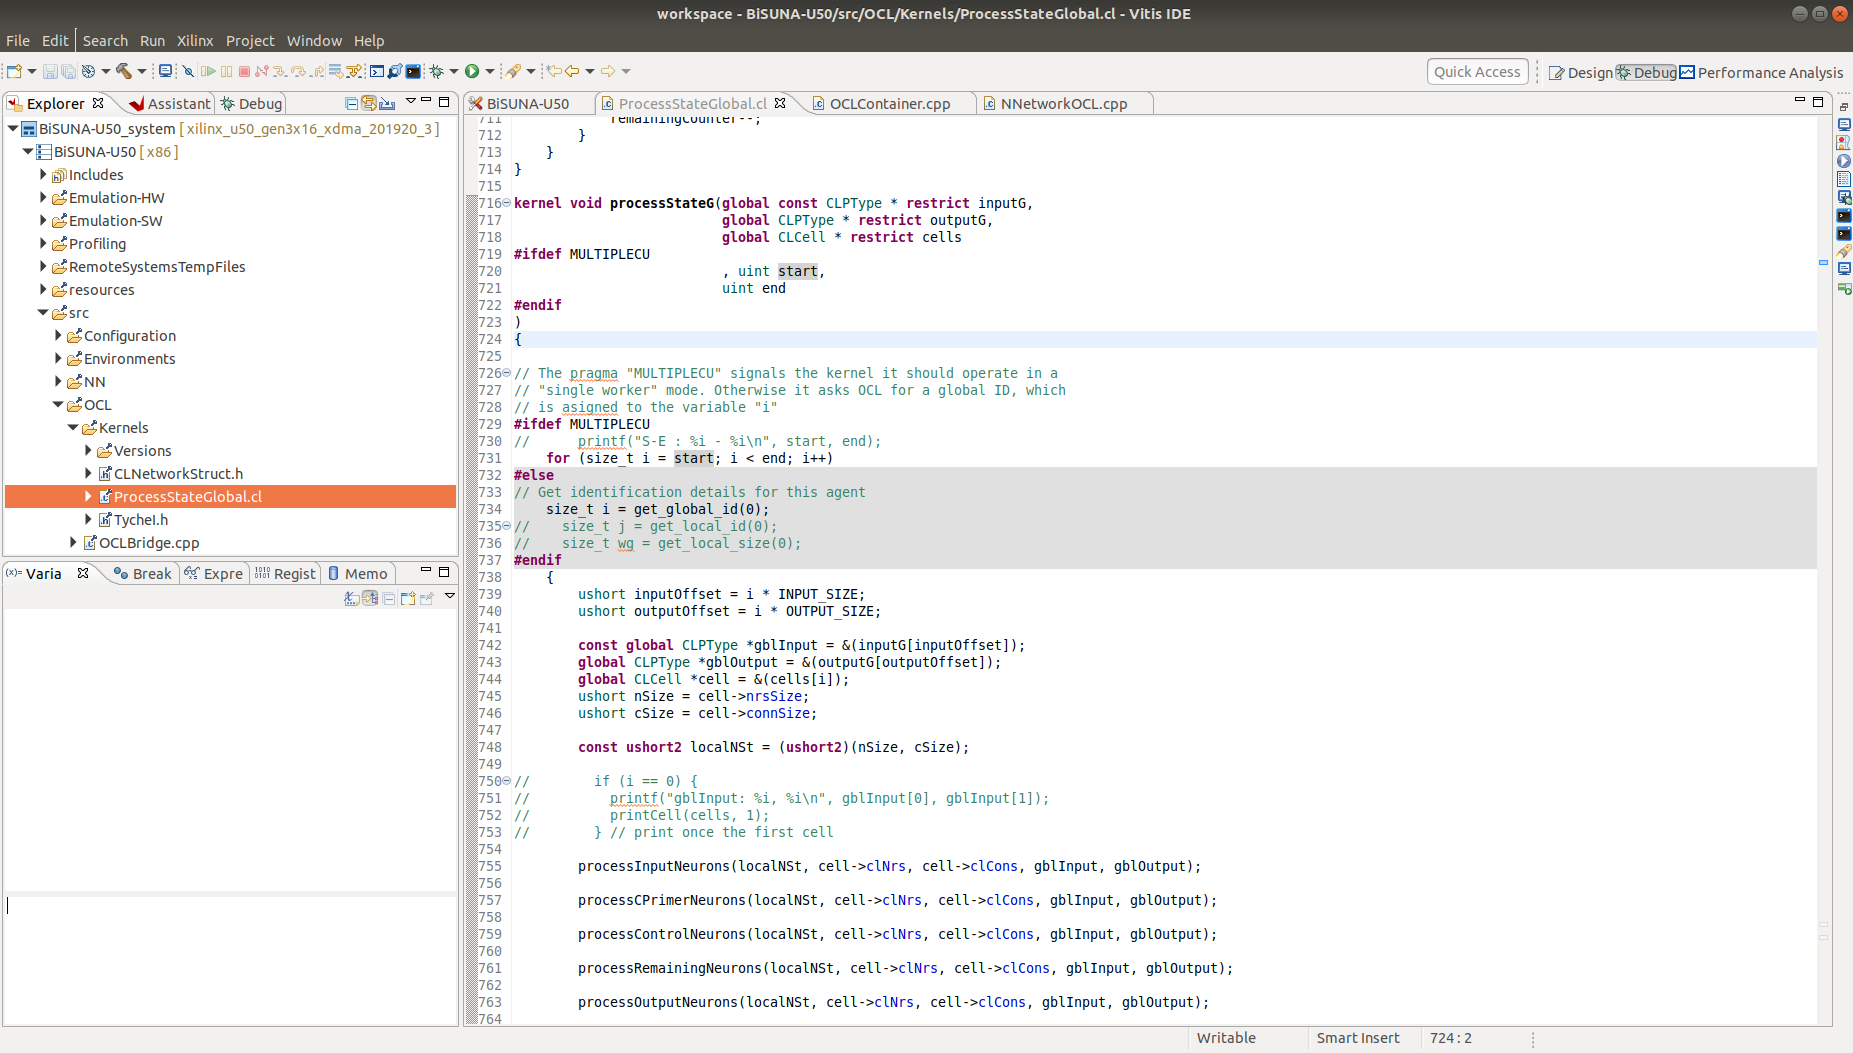 workspace - BiSUNA-U50/src/OCL/Kernels/ProcessStateGlobal.cl - Vitis IDE
File Edit Search Run Xilinx Project Window Help
Quick Access Design Debug Performance Analysis
Explorer Assistant Debug
BiSUNA-U50_system [ xilinx_u50_gen3x16_xdma_201920_3 ]
BiSUNA-U50 [ x86 ]
Includes
Emulation-HW
Emulation-SW
Profiling
RemoteSystemsTempFiles
resources
src
Configuration
Environments
NN
OCL
Kernels
Versions
CLNetworkStruct.h
ProcessStateGlobal.cl
TycheI.h
OCLBridge.cpp
(x)= Varia Break Expre Regist Memo
BiSUNA-U50 ProcessStateGlobal.cl OCLContainer.cpp NNetworkOCL.cpp
711 remainingCounter--;
712 }
713 }
714 }
715
716 kernel void processStateG(global const CLPType * restrict inputG,
717 global CLPType * restrict outputG,
718 global CLCell * restrict cells
719 #ifdef MULTIPLECU
720 , uint start,
721 uint end
722 #endif
723 )
724 {
725
726 // The pragma "MULTIPLECU" signals the kernel it should operate in a
727 // "single worker" mode. Otherwise it asks OCL for a global ID, which
728 // is asigned to the variable "i"
729 #ifdef MULTIPLECU
730 // printf("S-E : %i - %i\n", start, end);
731 for (size_t i = start; i < end; i++)
732 #else
733 // Get identification details for this agent
734 size_t i = get_global_id(0);
735 // size_t j = get_local_id(0);
736 // size_t wg = get_local_size(0);
737 #endif
738 {
739 ushort inputOffset = i * INPUT_SIZE;
740 ushort outputOffset = i * OUTPUT_SIZE;
741
742 const global CLPType *gblInput = &(inputG[inputOffset]);
743 global CLPType *gblOutput = &(outputG[outputOffset]);
744 global CLCell *cell = &(cells[i]);
745 ushort nSize = cell->nrsSize;
746 ushort cSize = cell->connSize;
747
748 const ushort2 localNSt = (ushort2)(nSize, cSize);
749
750 // if (i == 0) {
751 // printf("gblInput: %i, %i\n", gblInput[0], gblInput[1]);
752 // printCell(cells, 1);
753 // } // print once the first cell
754
755 processInputNeurons(localNSt, cell->clNrs, cell->clCons, gblInput, gblOutput);
756
757 processCPrimerNeurons(localNSt, cell->clNrs, cell->clCons, gblInput, gblOutput);
758
759 processControlNeurons(localNSt, cell->clNrs, cell->clCons, gblInput, gblOutput);
760
761 processRemainingNeurons(localNSt, cell->clNrs, cell->clCons, gblInput, gblOutput);
762
763 processOutputNeurons(localNSt, cell->clNrs, cell->clCons, gblInput, gblOutput);
764
Writable Smart Insert 724 : 2